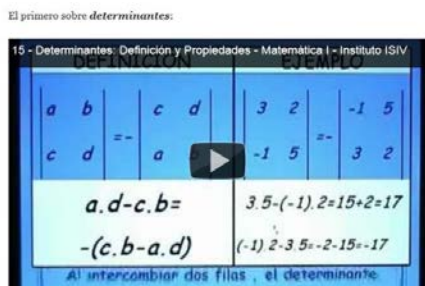 El primero sobre determinantes:
15 - Determinantes: Definición y Propiedades - Matemática I - Instituto ISIV
DEFINICIÓN EJEMPLO
a b c d 3 2 -1 5
=- =-
c d a -1 5 3 2
a.d-c.b= 3.5-(-1).2=15+2=17
-(c.b-a.d) (-1).2-3.5=-2-15=-17
Al intercambiar dos filas , el determinante